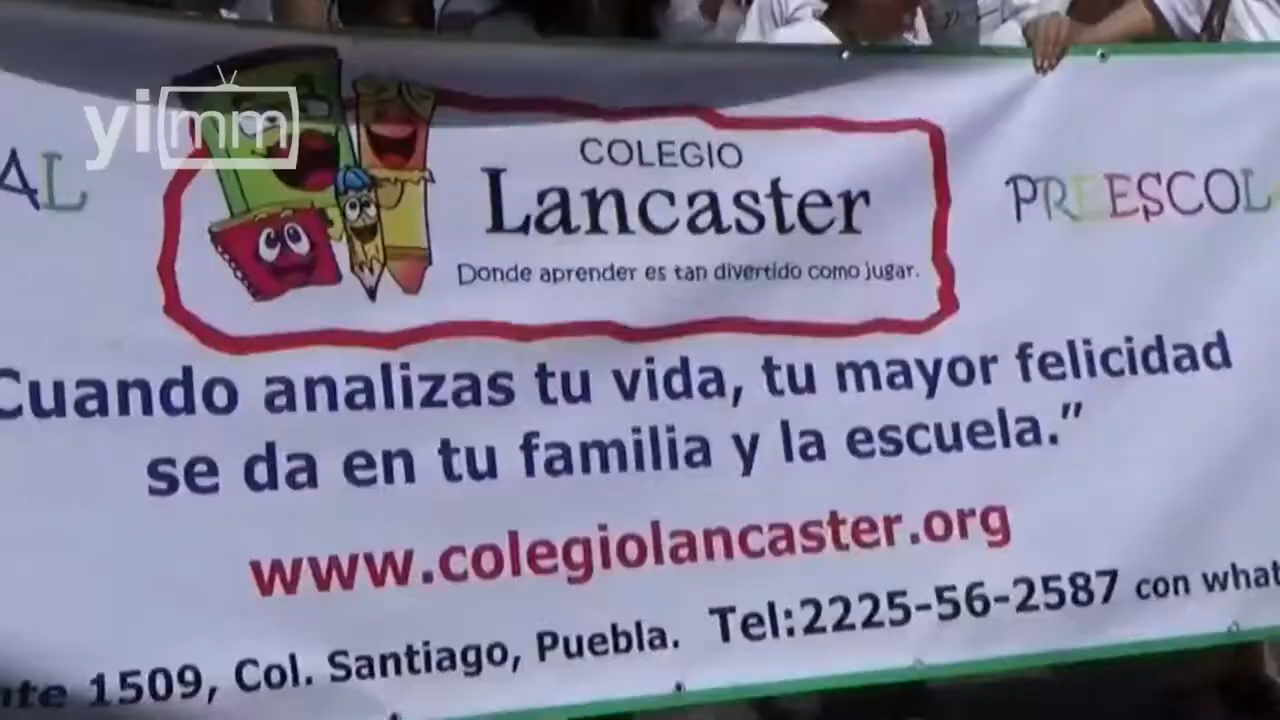 yimm
COLEGIO
Lancaster
Donde aprender es tan divertido como jugar.
PREESCOL
Cuando analizas tu vida, tu mayor felicidad
se da en tu familia y la escuela.”
www.colegiolancaster.org
1509, Col. Santiago, Puebla. Tel:2225-56-2587 con what